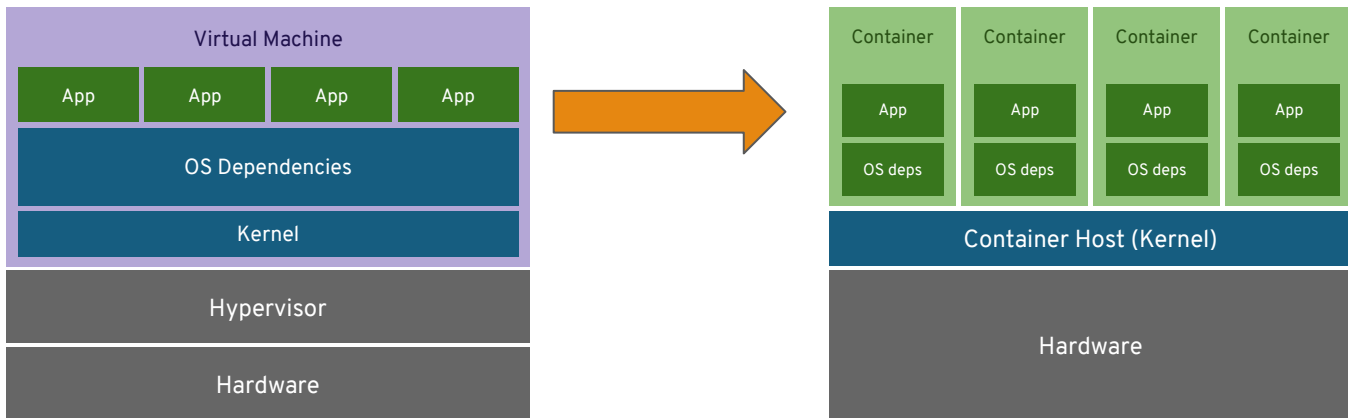 Virtual Machine
App
App
App
App
OS Dependencies
Kernel
Hypervisor
Hardware
Container
Container
Container
Container
App
App
App
App
OS deps
OS deps
OS deps
OS deps
Container Host (Kernel)
Hardware